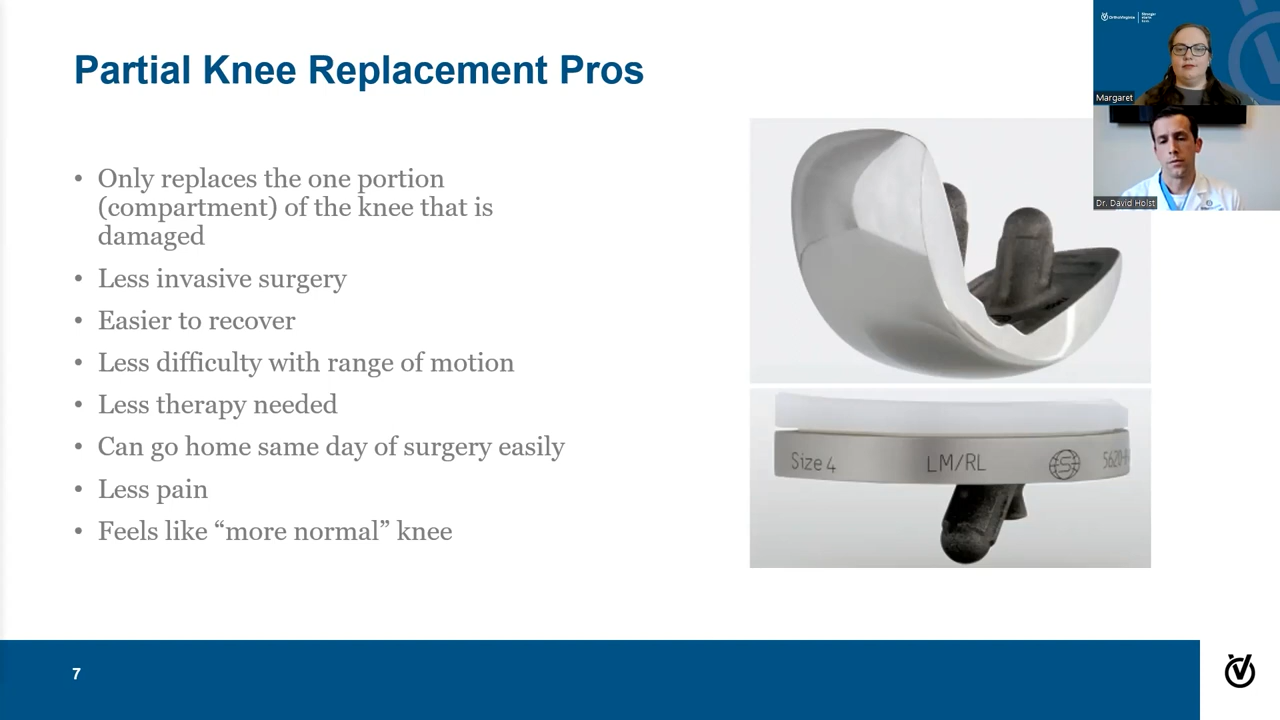 Partial Knee Replacement Pros
• Only replaces the one portion
(compartment) of the knee that is
damaged
• Less invasive surgery
• Easier to recover
• Less difficulty with range of motion
• Less therapy needed
• Can go home same day of surgery easily
• Less pain
• Feels like “more normal” knee
Size 4 LM/RL
OrthoVirginia
Margaret
Dr. David Holst
7